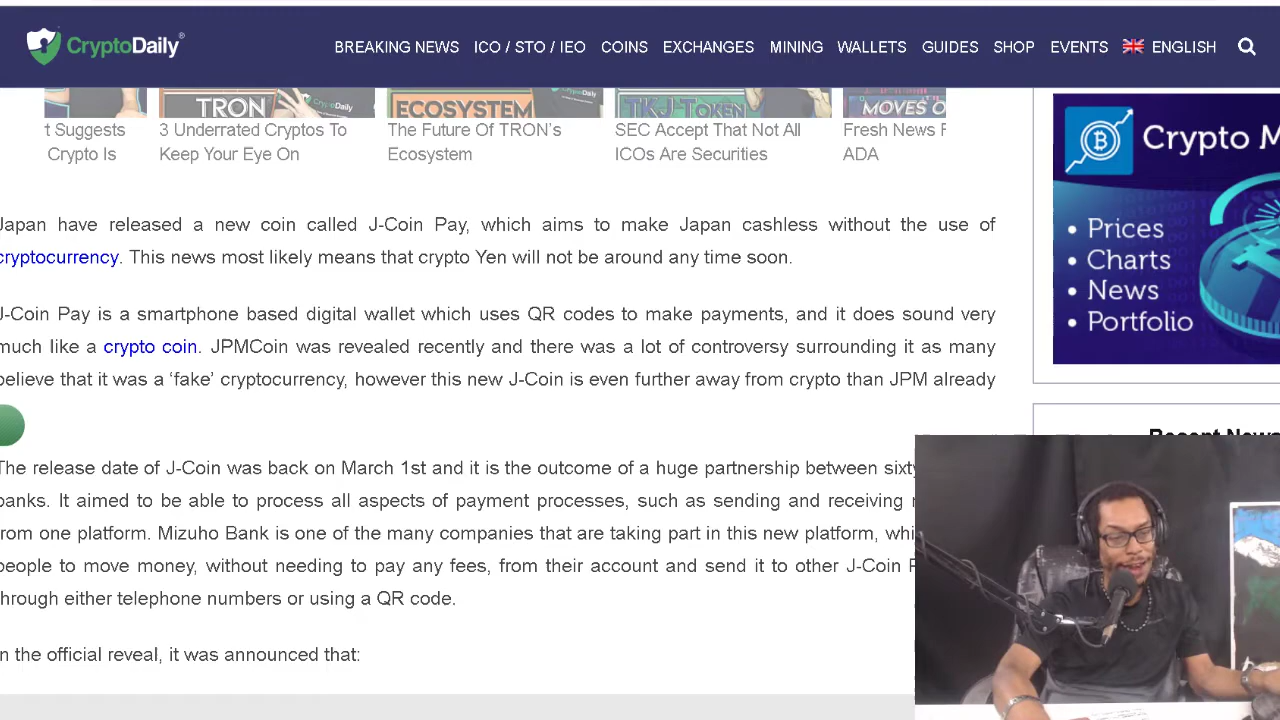 CryptoDaily®
BREAKING NEWS ICO / STO / IEO COINS EXCHANGES MINING WALLETS GUIDES SHOP EVENTS ENGLISH
TRON
CryptoDaily
ECOSYSTEM
TKJ TOKEN
MOVES
t Suggests
Crypto Is
3 Underrated Cryptos To
Keep Your Eye On
The Future Of TRON’s
Ecosystem
SEC Accept That Not All
ICOs Are Securities
Fresh News F
ADA
Japan have released a new coin called J-Coin Pay, which aims to make Japan cashless without the use of
cryptocurrency. This news most likely means that crypto Yen will not be around any time soon.
J-Coin Pay is a smartphone based digital wallet which uses QR codes to make payments, and it does sound very
much like a crypto coin. JPMCoin was revealed recently and there was a lot of controversy surrounding it as many
believe that it was a ‘fake’ cryptocurrency, however this new J-Coin is even further away from crypto than JPM already
The release date of J-Coin was back on March 1st and it is the outcome of a huge partnership between sixty
banks. It aimed to be able to process all aspects of payment processes, such as sending and receiving
rom one platform. Mizuho Bank is one of the many companies that are taking part in this new platform, whi
people to move money, without needing to pay any fees, from their account and send it to other J-Coin
hrough either telephone numbers or using a QR code.
n the official reveal, it was announced that:
Crypto M
• Prices
• Charts
• News
• Portfolio
Recent News